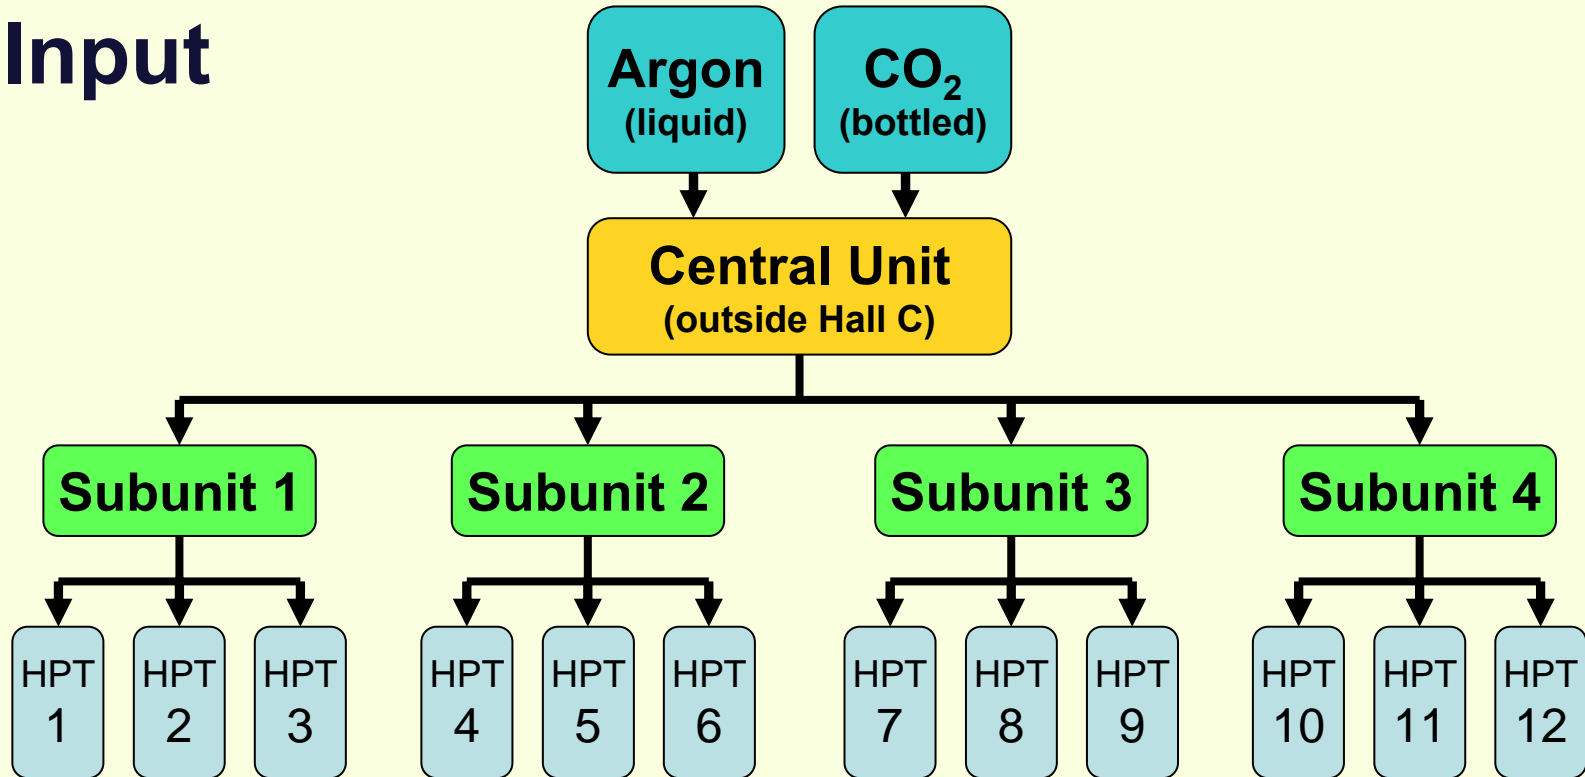 Input
Argon
(liquid)
CO₂
(bottled)
Central Unit
(outside Hall C)
Subunit 1
Subunit 2
Subunit 3
Subunit 4
HPT
1
HPT
2
HPT
3
HPT
4
HPT
5
HPT
6
HPT
7
HPT
8
HPT
9
HPT
10
HPT
11
HPT
12